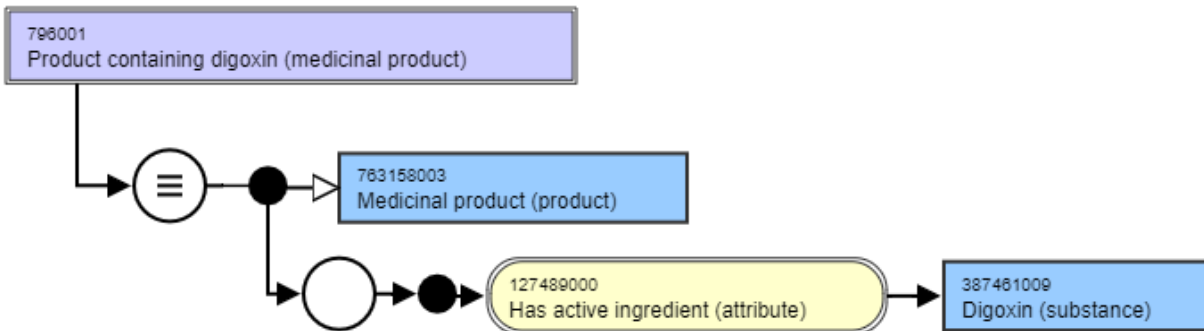 796001
Product containing digoxin (medicinal product)
763158003
Medicinal product (product)
127489000
Has active ingredient (attribute)
387461009
Digoxin (substance)